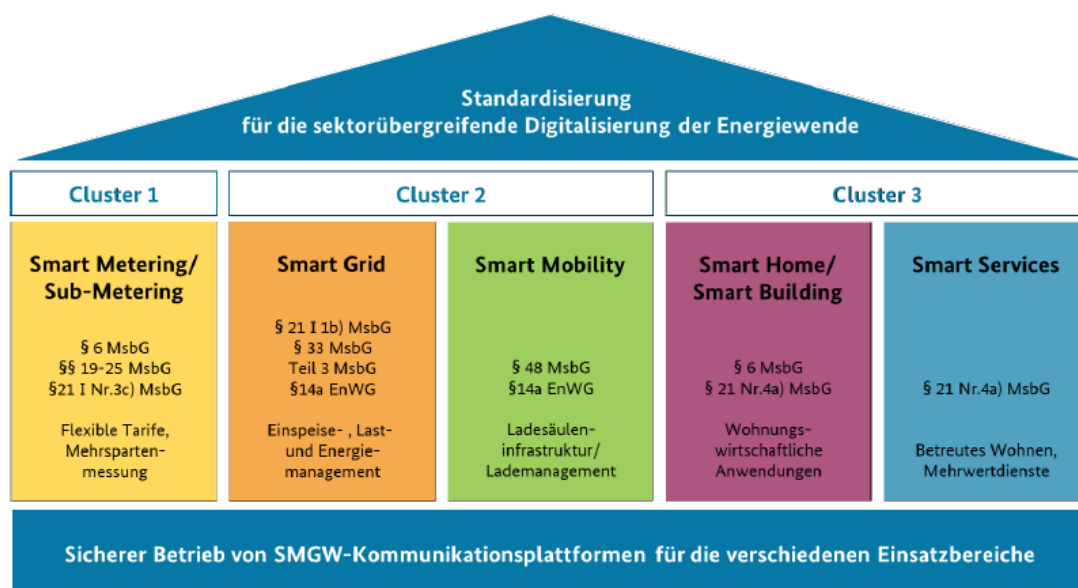 Standardisierung
für die sektorübergreifende Digitalisierung der Energiewende
Cluster 1
Cluster 2
Cluster 3
Smart Metering/
Sub-Metering
§ 6 MsbG
§§ 19-25 MsbG
§21 I Nr.3c) MsbG
Flexible Tarife,
Mehrsparten-
messung
Smart Grid
§ 21 I 1b) MsbG
§ 33 MsbG
Teil 3 MsbG
§14a EnWG
Einspeise- , Last-
und Energie-
management
Smart Mobility
§ 48 MsbG
§14a EnWG
Ladesäulen-
infrastruktur/
Lademanagement
Smart Home/
Smart Building
§ 6 MsbG
§ 21 Nr.4a) MsbG
Wohnungs-
wirtschaftliche
Anwendungen
Smart Services
§ 21 Nr.4a) MsbG
Betreutes Wohnen,
Mehrwertdienste
Sicherer Betrieb von SMGW-Kommunikationsplattformen für die verschiedenen Einsatzbereiche